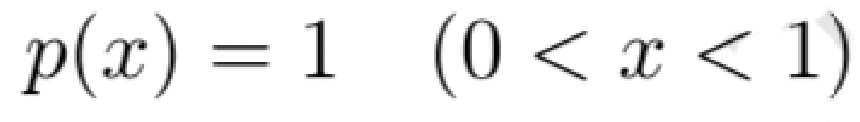 p(x) = 1 (0 < x < 1)